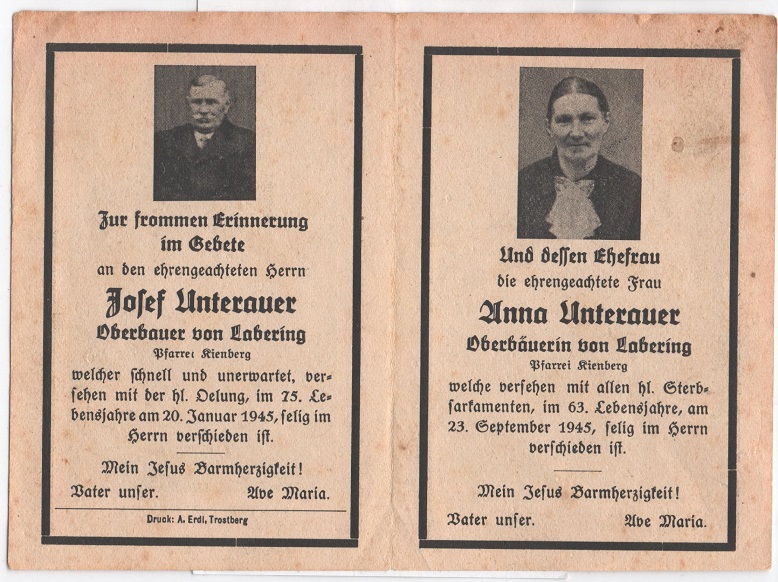 Zur frommen Erinnerung
im Gebete
an den ehrengeachteten Herrn
Josef Unterauer
Oberbauer von Labering
Pfarrei Kienberg
welcher schnell und unerwartet, ver-
sehen mit der hl. Oelung, im 75. Le-
bensjahre am 20. Januar 1945, selig im
Herrn verschieden ist.
Mein Jesus Barmherzigkeit!
Vater unser. Ave Maria.
Druck: A. Erdl, Trostberg
Und dessen Ehefrau
die ehrengeachtete Frau
Anna Unterauer
Oberbäuerin von Labering
Pfarrei Kienberg
welche versehen mit allen hl. Sterb-
sarkamenten, im 63. Lebensjahre, am
23. September 1945, selig im Herrn
verschieden ist.
Mein Jesus Barmherzigkeit!
Vater unser. Ave Maria.